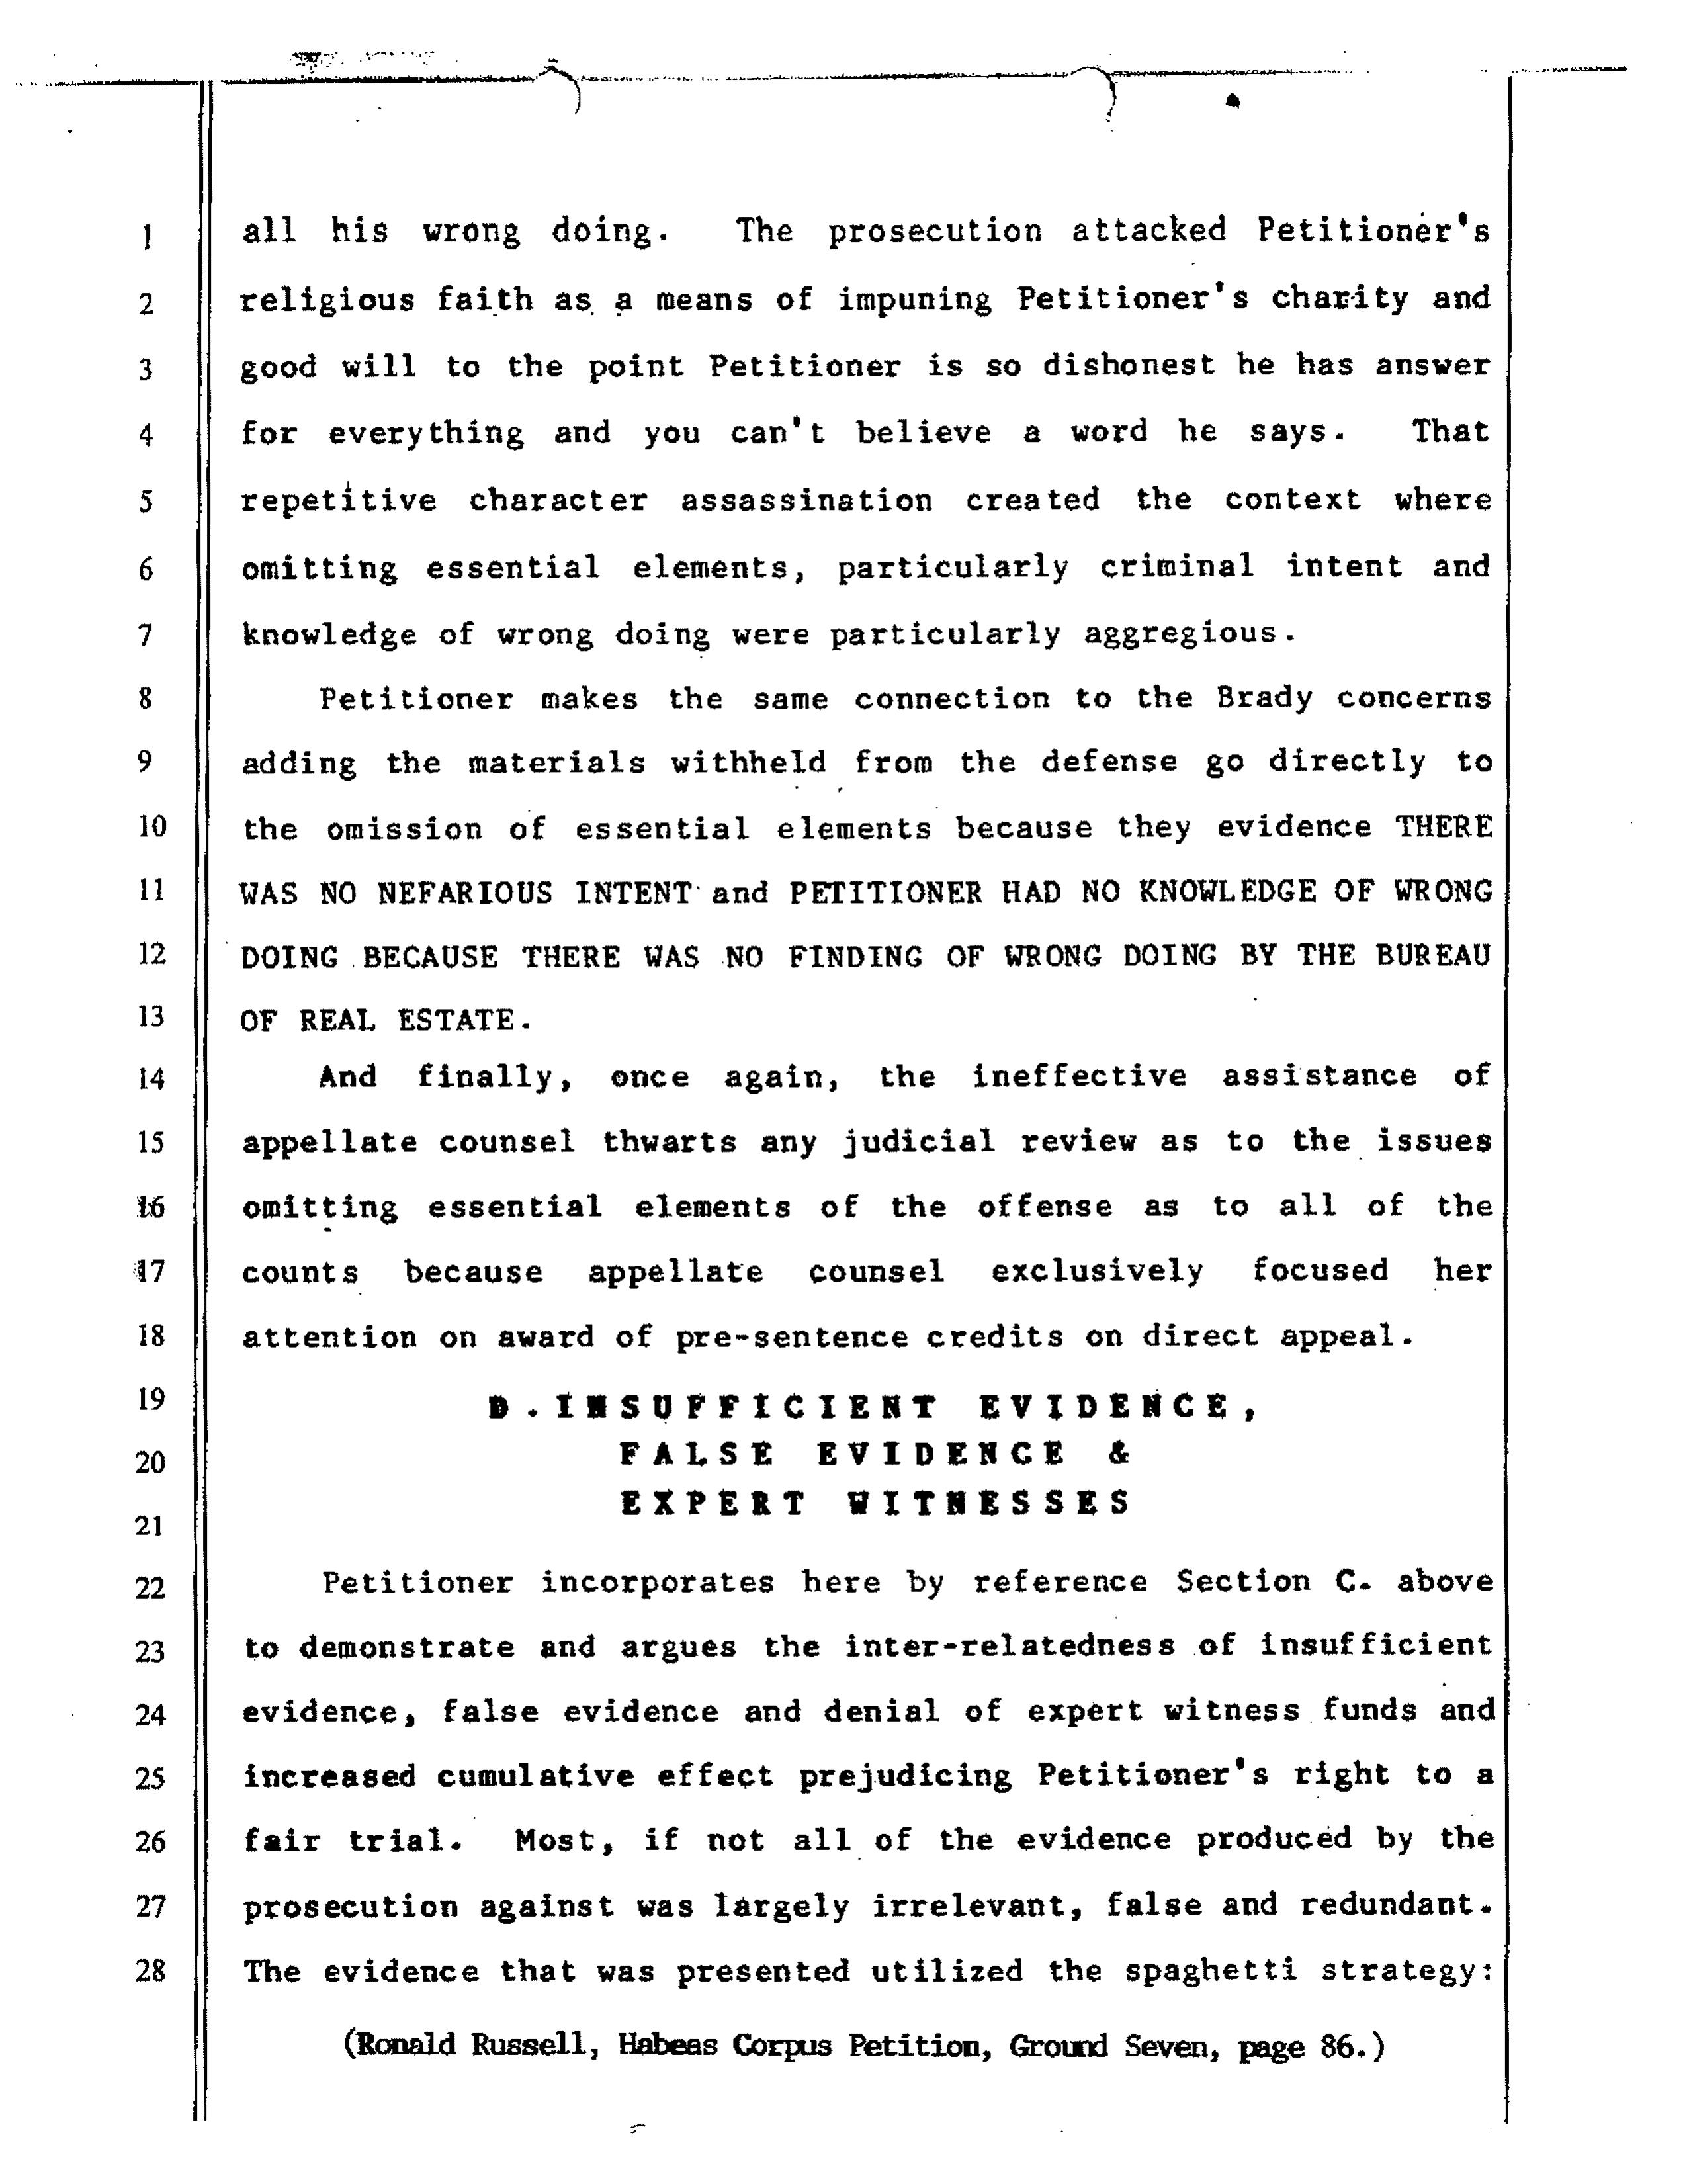 1 all his wrong doing. The prosecution attacked Petitioner's
2 religious faith as a means of impuning Petitioner's charity and
3 good will to the point Petitioner is so dishonest he has answer
4 for everything and you can't believe a word he says. That
5 repetitive character assassination created the context where
6 omitting essential elements, particularly criminal intent and
7 knowledge of wrong doing were particularly aggregious.
8 Petitioner makes the same connection to the Brady concerns
9 adding the materials withheld from the defense go directly to
10 the omission of essential elements because they evidence THERE
11 WAS NO NEFARIOUS INTENT and PETITIONER HAD NO KNOWLEDGE OF WRONG
12 DOING BECAUSE THERE WAS NO FINDING OF WRONG DOING BY THE BUREAU
13 OF REAL ESTATE.
14 And finally, once again, the ineffective assistance of
15 appellate counsel thwarts any judicial review as to the issues
16 omitting essential elements of the offense as to all of the
17 counts because appellate counsel exclusively focused her
18 attention on award of pre-sentence credits on direct appeal.
19 D.INSUFFICIENT EVIDENCE,
20 FALSE EVIDENCE &
21 EXPERT WITNESSES
22 Petitioner incorporates here by reference Section C. above
23 to demonstrate and argues the inter-relatedness of insufficient
24 evidence, false evidence and denial of expert witness funds and
25 increased cumulative effect prejudicing Petitioner's right to a
26 fair trial. Most, if not all of the evidence produced by the
27 prosecution against was largely irrelevant, false and redundant.
28 The evidence that was presented utilized the spaghetti strategy:
(Ronald Russell, Habeas Corpus Petition, Ground Seven, page 86.)